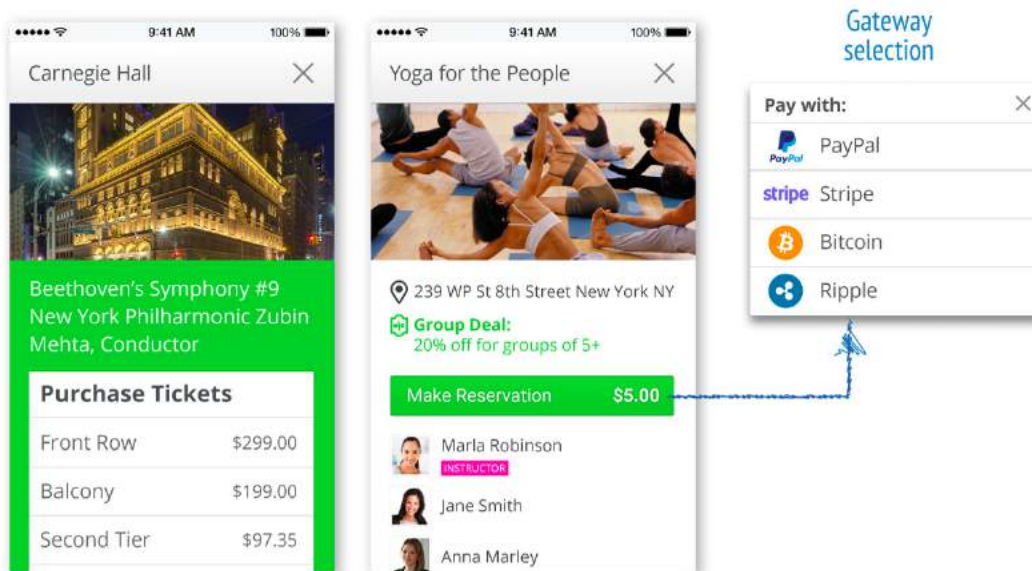 9:41 AM 100%
Carnegie Hall
Beethoven's Symphony #9
New York Philharmonic Zubin
Mehta, Conductor
Purchase Tickets
Front Row $299.00
Balcony $199.00
Second Tier $97.35
9:41 AM 100%
Yoga for the People
239 WP St 8th Street New York NY
Group Deal:
20% off for groups of 5+
Make Reservation $5.00
Marla Robinson
INSTRUCTOR
Jane Smith
Anna Marley
Gateway
selection
Pay with:
PayPal PayPal
stripe Stripe
Bitcoin
Ripple